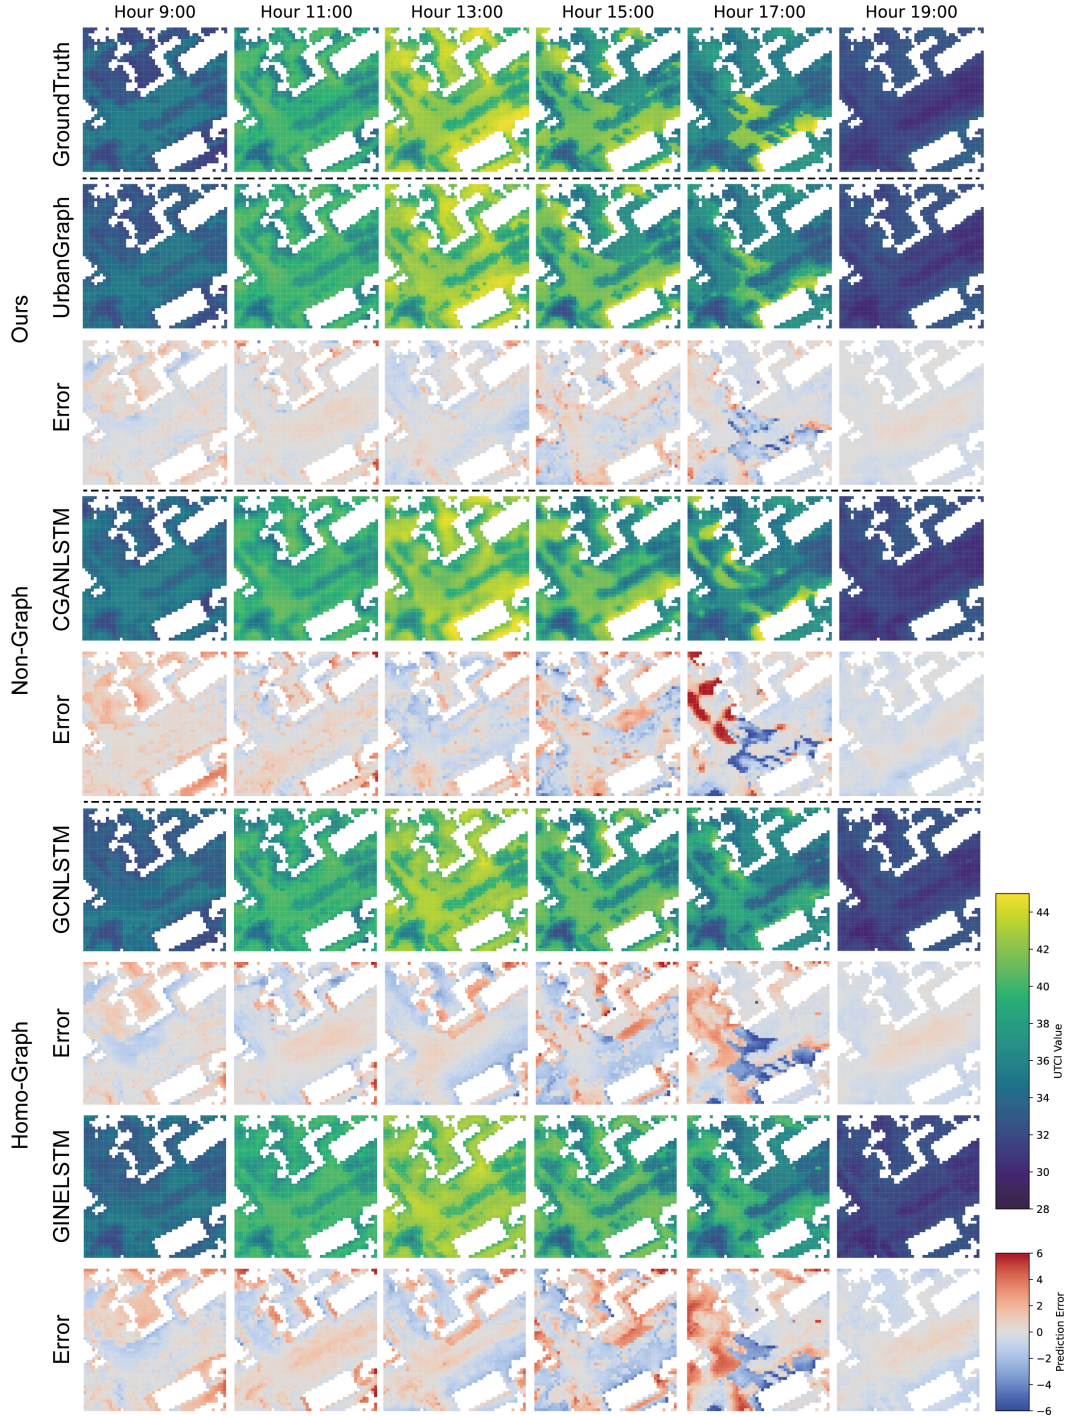 Hour 9:00 Hour 11:00 Hour 13:00 Hour 15:00 Hour 17:00 Hour 19:00
GroundTruth
Ours
UrbanGraph
Error
Non-Graph
CGANLSTM
Error
Homo-Graph
GCNLSTM
Error
GINELSTM
Error
44
42
40
38
36
34
32
30
28
UTCI Value
6
4
2
0
−2
−4
−6
Prediction Error